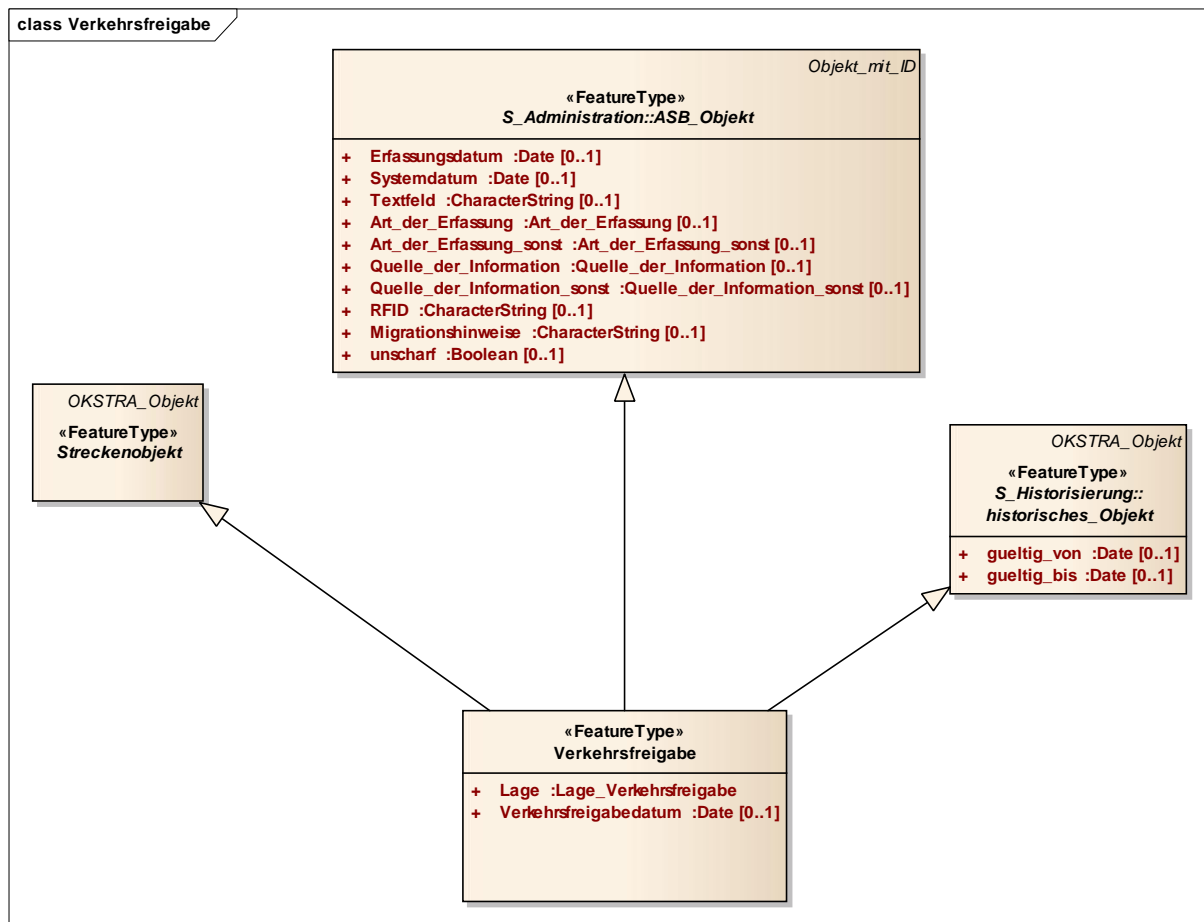 class Verkehrsfreigabe
Objekt_mit_ID
«FeatureType»
S_Administration::ASB_Objekt
+ Erfassungsdatum :Date [0..1]
+ Systemdatum :Date [0..1]
+ Textfeld :CharacterString [0..1]
+ Art_der_Erfassung :Art_der_Erfassung [0..1]
+ Art_der_Erfassung_sonst :Art_der_Erfassung_sonst [0..1]
+ Quelle_der_Information :Quelle_der_Information [0..1]
+ Quelle_der_Information_sonst :Quelle_der_Information_sonst [0..1]
+ RFID :CharacterString [0..1]
+ Migrationshinweise :CharacterString [0..1]
+ unscharf :Boolean [0..1]
OKSTRA_Objekt
«FeatureType»
Streckenobjekt
OKSTRA_Objekt
«FeatureType»
S_Historisierung::
historisches_Objekt
+ gueltig_von :Date [0..1]
+ gueltig_bis :Date [0..1]
«FeatureType»
Verkehrsfreigabe
+ Lage :Lage_Verkehrsfreigabe
+ Verkehrsfreigabedatum :Date [0..1]